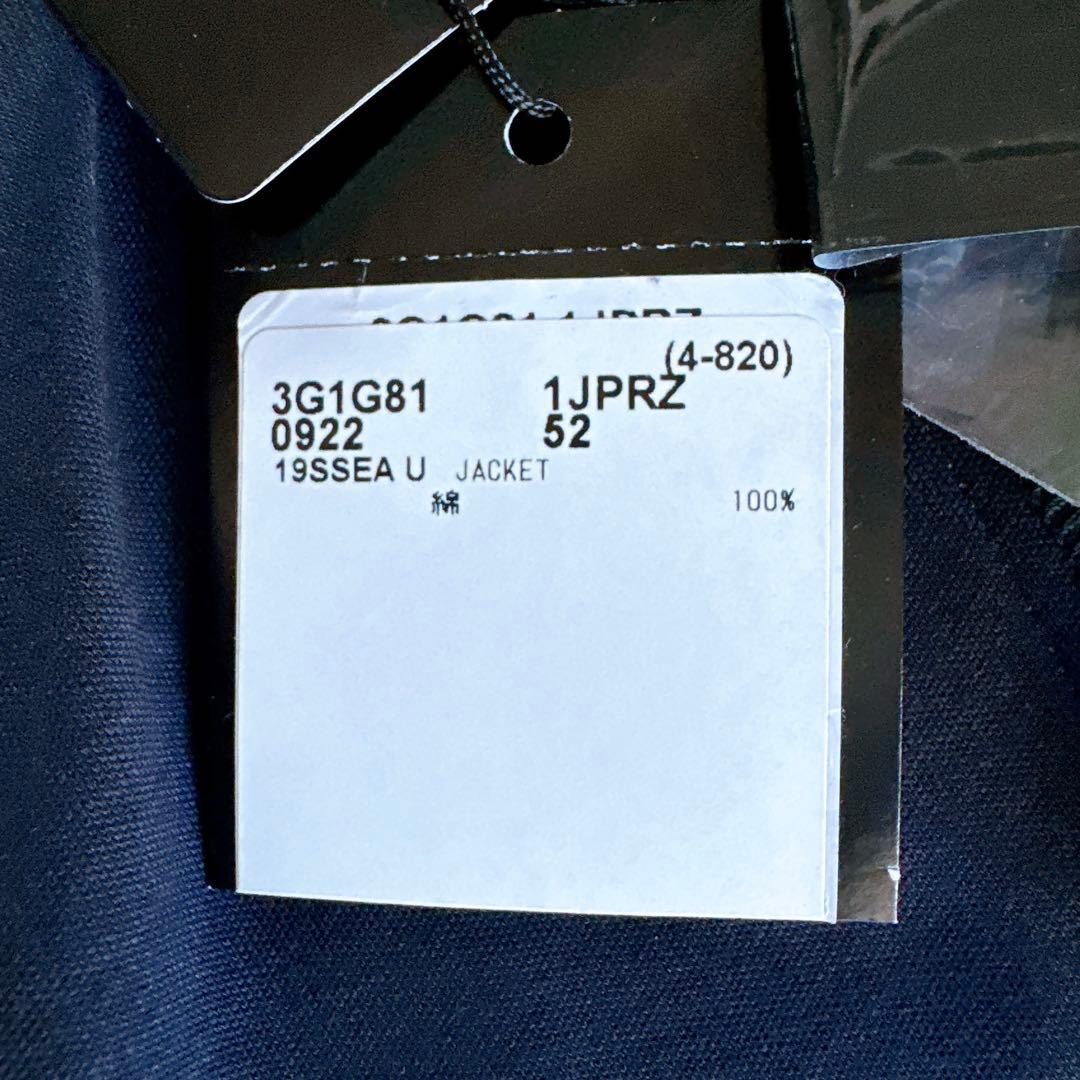 (4-820)
3G1G81 1JPRZ
0922 52
19SSEA U JACKET
綿 100%